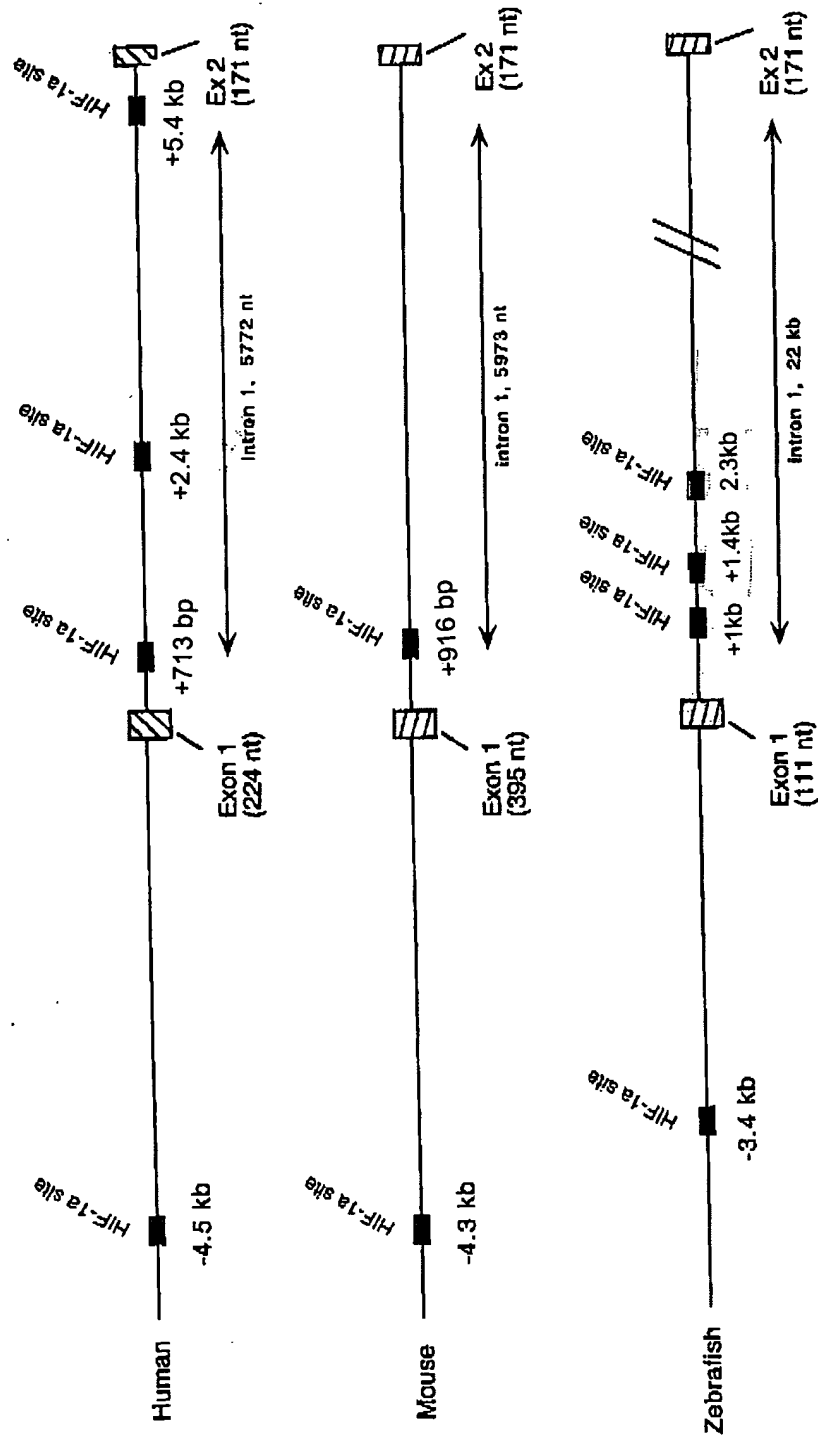 Human
HIF-1a site
-4.5 kb
Exon 1
(224 nt)
HIF-1a site
+713 bp
HIF-1a site
+2.4 kb
Intron 1, 5772 nt
HIF-1a site
+5.4 kb
Ex 2
(171 nt)
Mouse
HIF-1a site
-4.3 kb
Exon 1
(395 nt)
HIF-1a site
+916 bp
intron 1, 5973 nt
Ex 2
(171 nt)
Zebrafish
HIF-1a site
-3.4 kb
Exon 1
(111 nt)
HIF-1a site
+1kb
HIF-1a site
+1.4kb
HIF-1a site
2.3kb
intron 1, 22 kb
Ex 2
(171 nt)